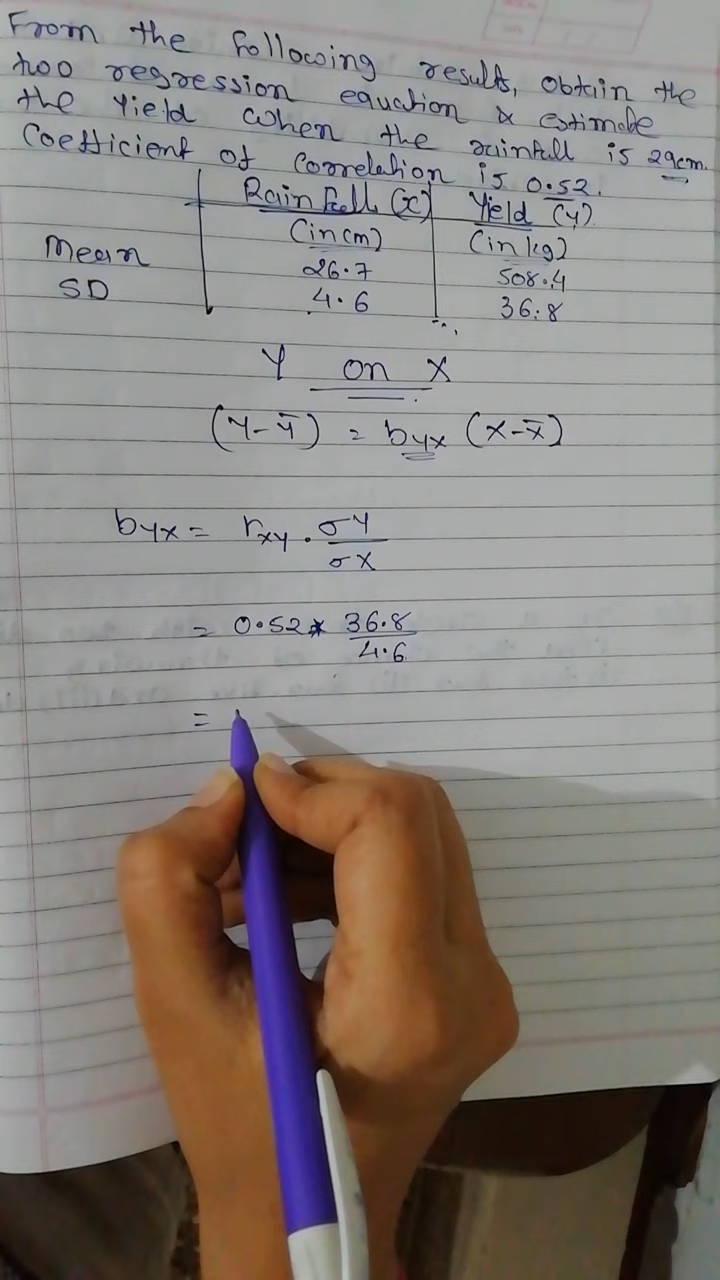 From the following results, obtain the
two regression equation & estimate
the yield when the rainfall is 29cm.
Coefficient of Correlation is 0.52.
Rainfall (x) Yield (y)
(in cm) (in kg)
Mean 26.7 508.4
SD 4.6 36.8
Y on X
(Y-Ȳ) = byx (X-X̄)
byx = rxy . σY/σX
= 0.52 * 36.8/4.6
=